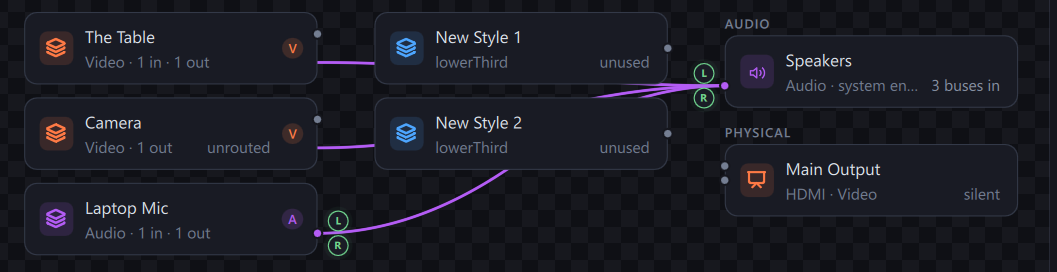 The Table
Video · 1 in · 1 out
V
Camera
Video · 1 out unrouted
V
Laptop Mic
Audio · 1 in · 1 out
A
L
R
New Style 1
lowerThird unused
New Style 2
lowerThird unused
L
R
AUDIO
Speakers
Audio · system en... 3 buses in
PHYSICAL
Main Output
HDMI · Video silent